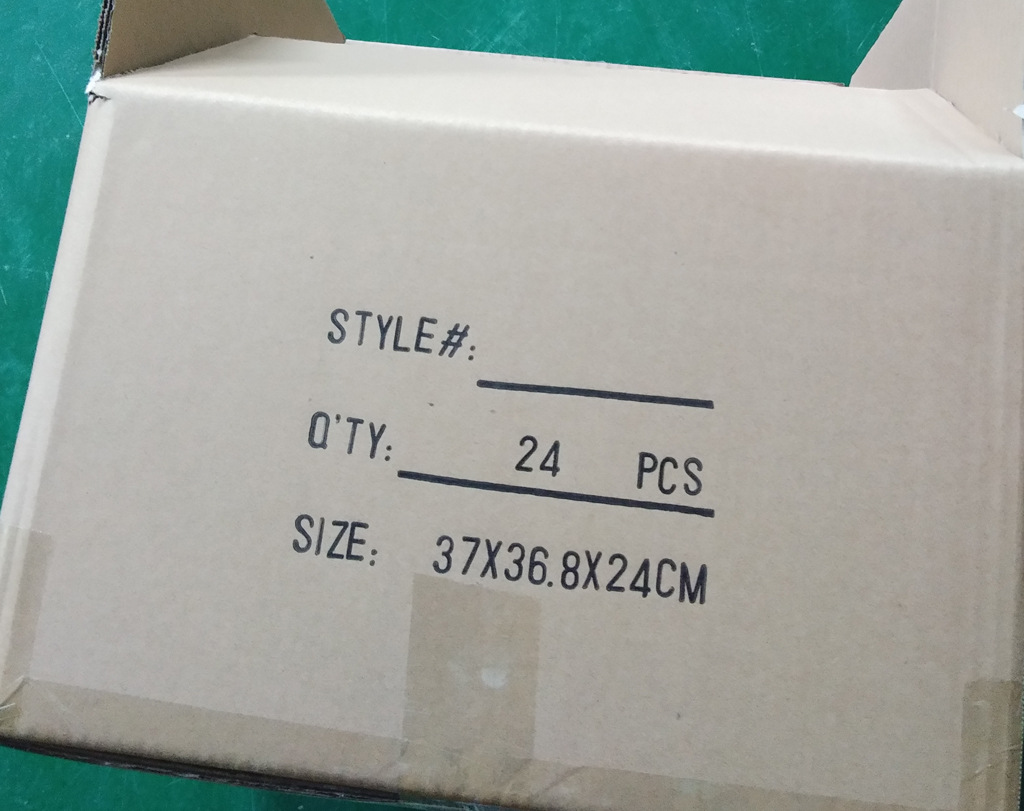 STYLE#:
Q'TY: 24 PCS
SIZE: 37X36.8X24CM